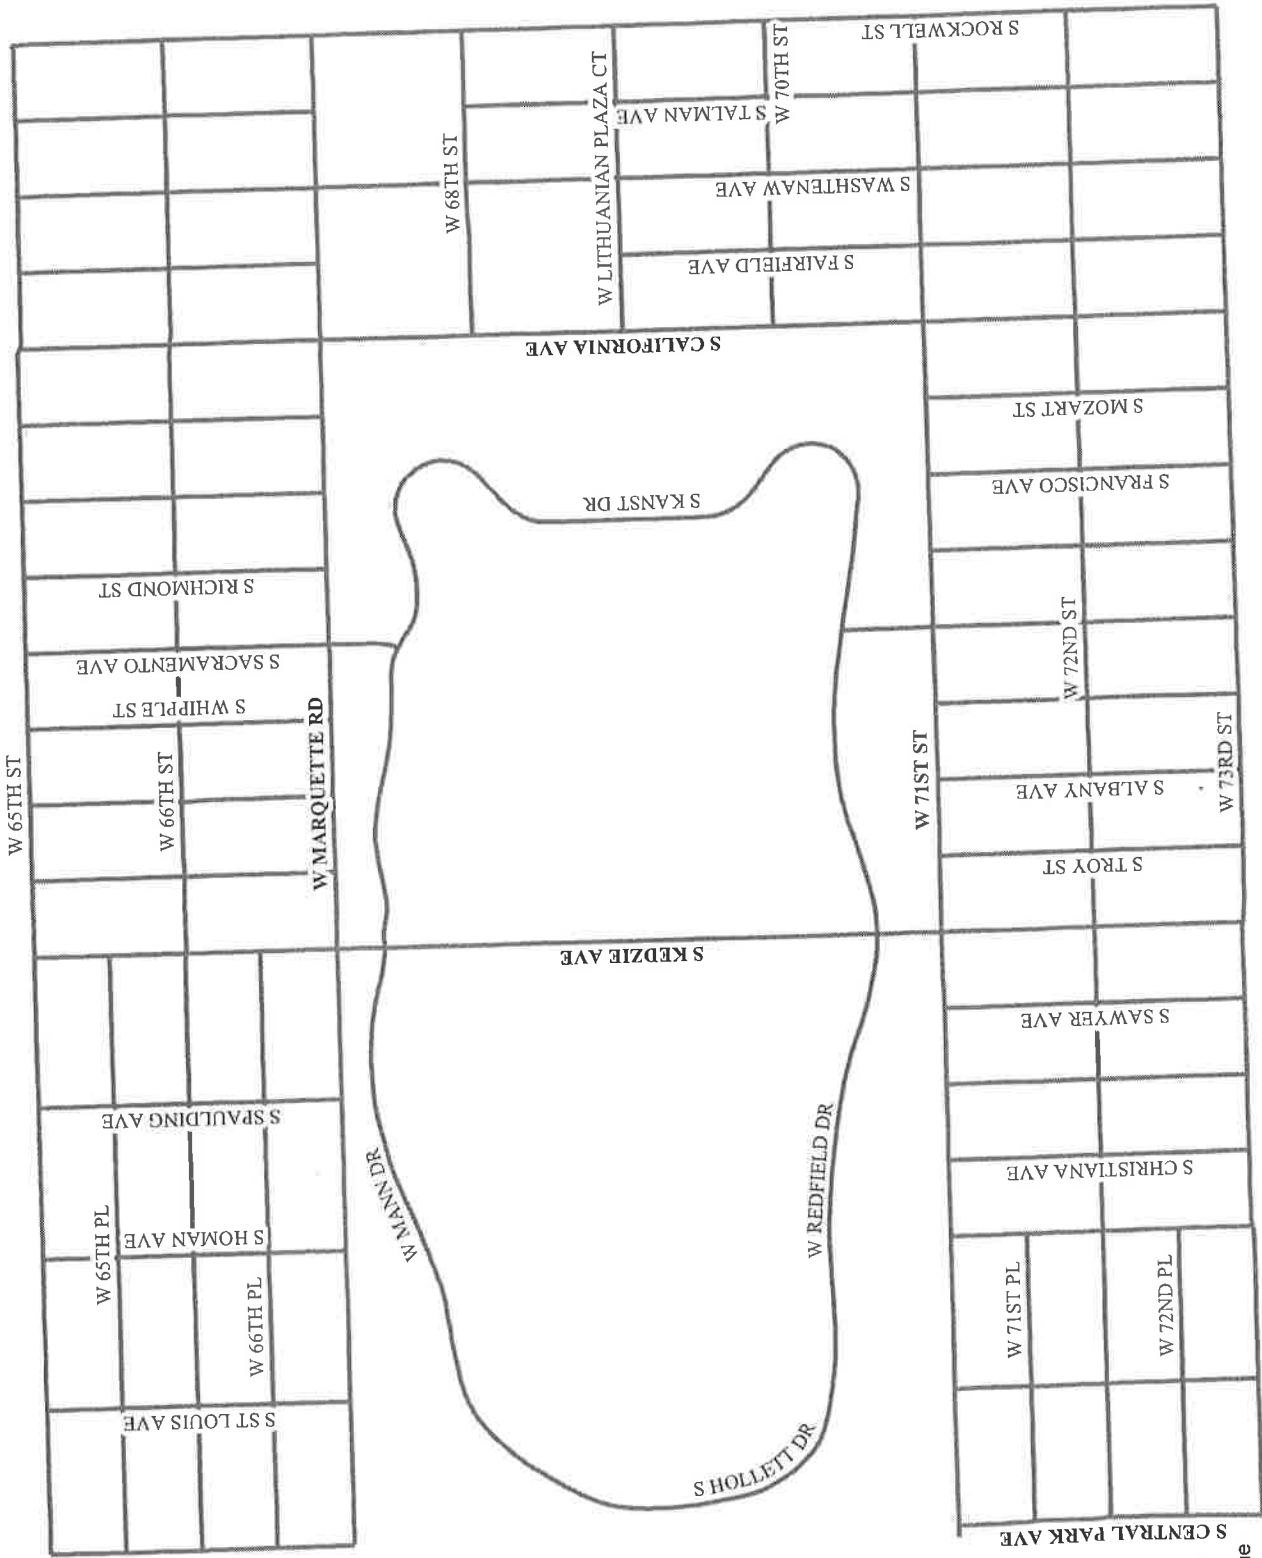 W 65TH ST
W 66TH ST
W MARQUETTE RD
W 65TH PL
W 66TH PL
W 68TH ST
W LITHUANIAN PLAZA CT
W 70TH ST
W 71ST ST
W 72ND ST
W 73RD ST
W 71ST PL
W 72ND PL
S ROCKWELL ST
S TALMAN AVE
S WASHTENAW AVE
S FAIRFIELD AVE
S CALIFORNIA AVE
S MOZART ST
S FRANCISCO AVE
S RICHMOND ST
S SACRAMENTO AVE
S WHIPPLE ST
S ALBANY AVE
S TROY ST
S KEDZIE AVE
S SAWYER AVE
S SPAULDING AVE
S CHRISTIANA AVE
S HOMAN AVE
S ST LOUIS AVE
S CENTRAL PARK AVE
S KANST DR
W MANN DR
W REDFIELD DR
S HOLLETT DR